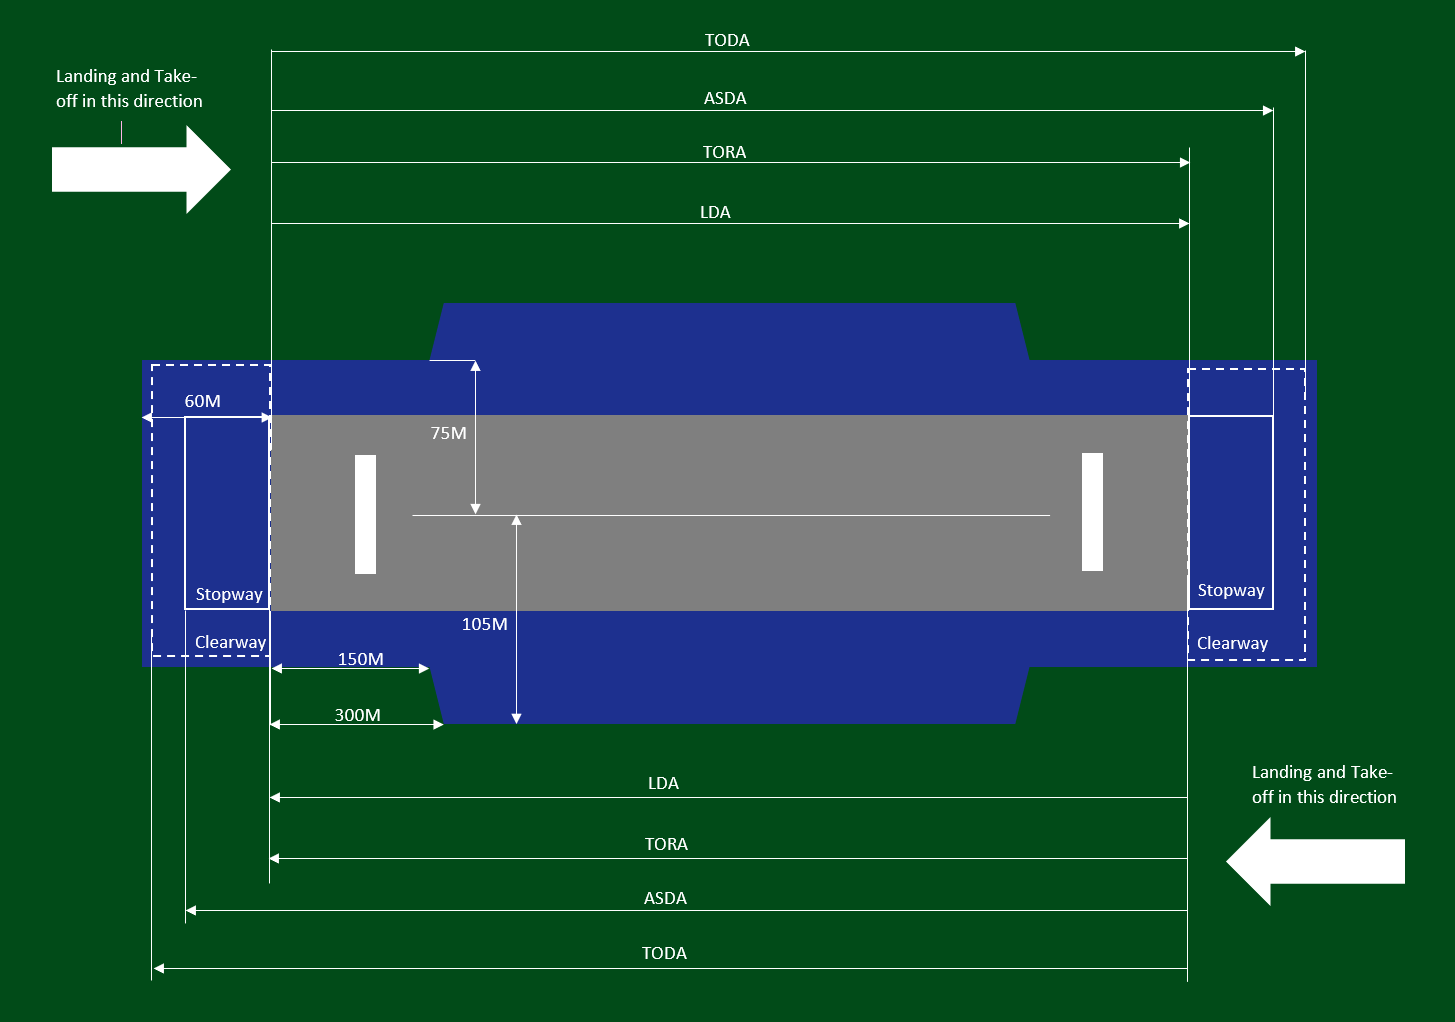 TODA
Landing and Take-
off in this direction
ASDA
TORA
LDA
60M
75M
Stopway
Stopway
105M
Clearway
Clearway
150M
300M
LDA
Landing and Take-
off in this direction
TORA
ASDA
TODA